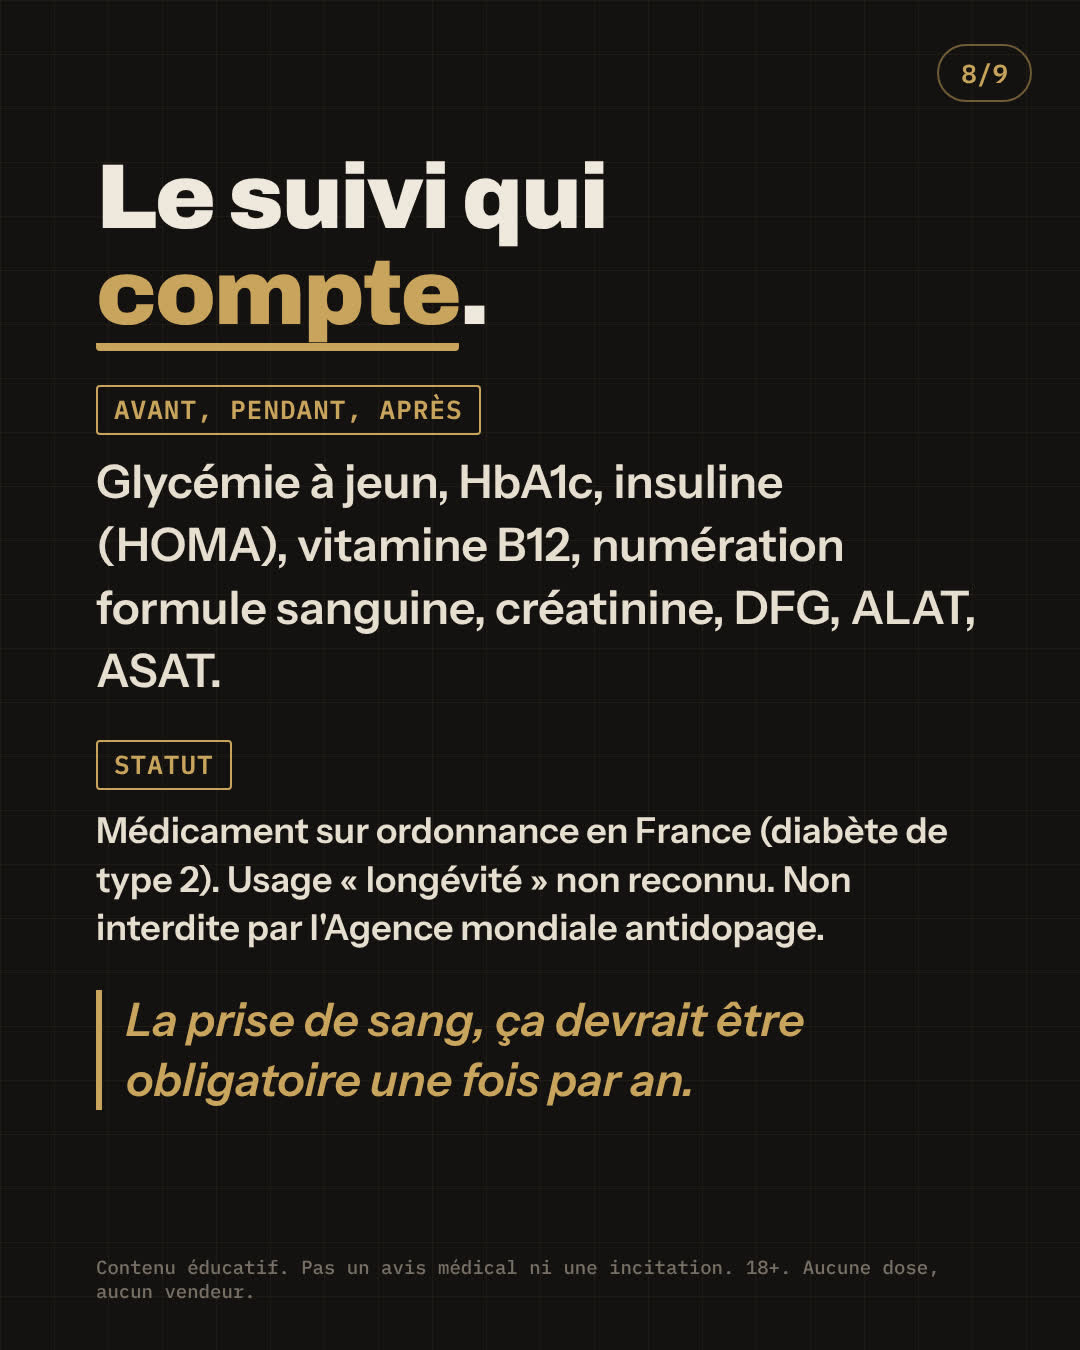 8/9
Le suivi qui
compte.
AVANT, PENDANT, APRÈS
Glycémie à jeun, HbA1c, insuline
(HOMA), vitamine B12, numération
formule sanguine, créatinine, DFG, ALAT,
ASAT.
STATUT
Médicament sur ordonnance en France (diabète de
type 2). Usage « longévité » non reconnu. Non
interdite par l'Agence mondiale antidopage.
La prise de sang, ça devrait être
obligatoire une fois par an.
Contenu éducatif. Pas un avis médical ni une incitation. 18+. Aucune dose,
aucun vendeur.